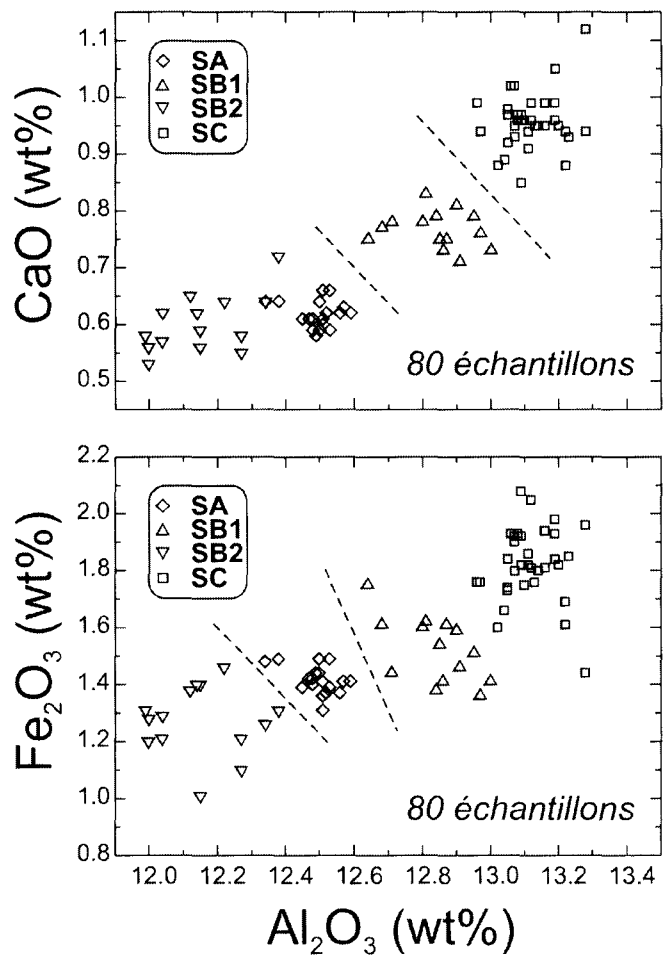 1.1
1.0
0.9
0.8
0.7
0.6
0.5
CaO (wt%)
SA
SB1
SB2
SC
80 échantillons
2.2
2.0
1.8
1.6
1.4
1.2
1.0
0.8
Fe₂O₃ (wt%)
SA
SB1
SB2
SC
80 échantillons
12.0 12.2 12.4 12.6 12.8 13.0 13.2 13.4
Al₂O₃ (wt%)